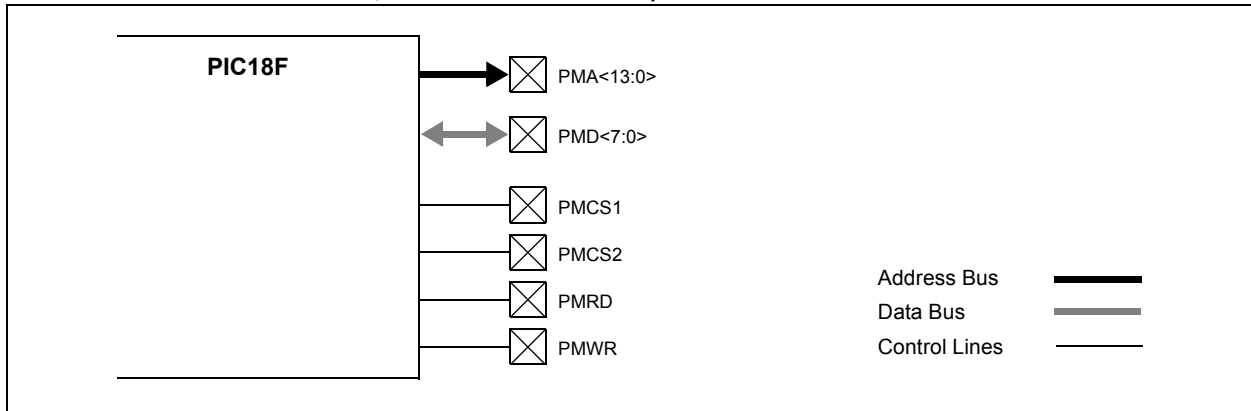 PIC18F
PMA<13:0>
PMD<7:0>
PMCS1
PMCS2
PMRD
PMWR
Address Bus
Data Bus
Control Lines